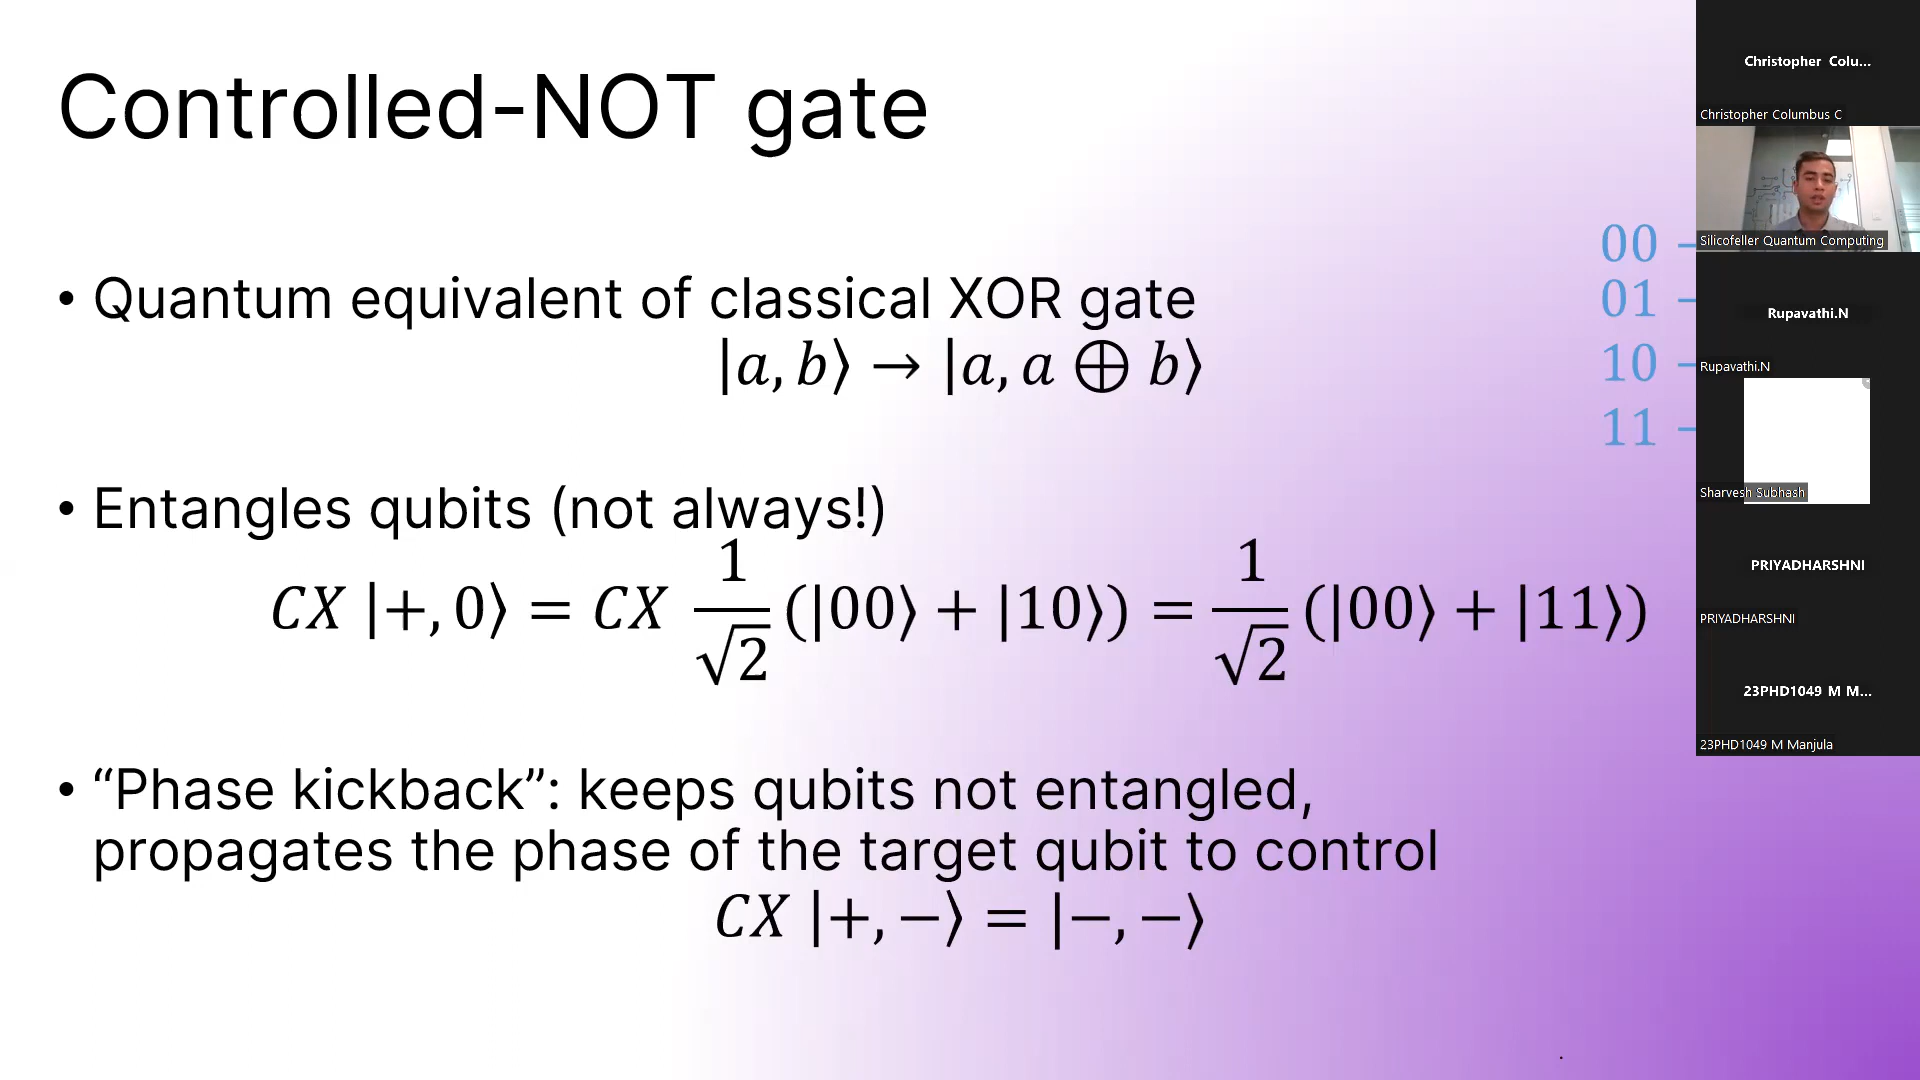 Controlled-NOT gate
• Quantum equivalent of classical XOR gate
|a, b⟩ → |a, a ⊕ b⟩
00 –
01 –
10 –
11 –
• Entangles qubits (not always!)
CX |+, 0⟩ = CX 1/√2 (|00⟩ + |10⟩) = 1/√2 (|00⟩ + |11⟩)
• “Phase kickback”: keeps qubits not entangled,
propagates the phase of the target qubit to control
CX |+, −⟩ = |−, −⟩
Christopher Colu...
Christopher Columbus C
Silicofeller Quantum Computing
Rupavathi.N
Rupavathi.N
Sharvesh Subhash
PRIYADHARSHNI
PRIYADHARSHNI
23PHD1049 M M...
23PHD1049 M Manjula